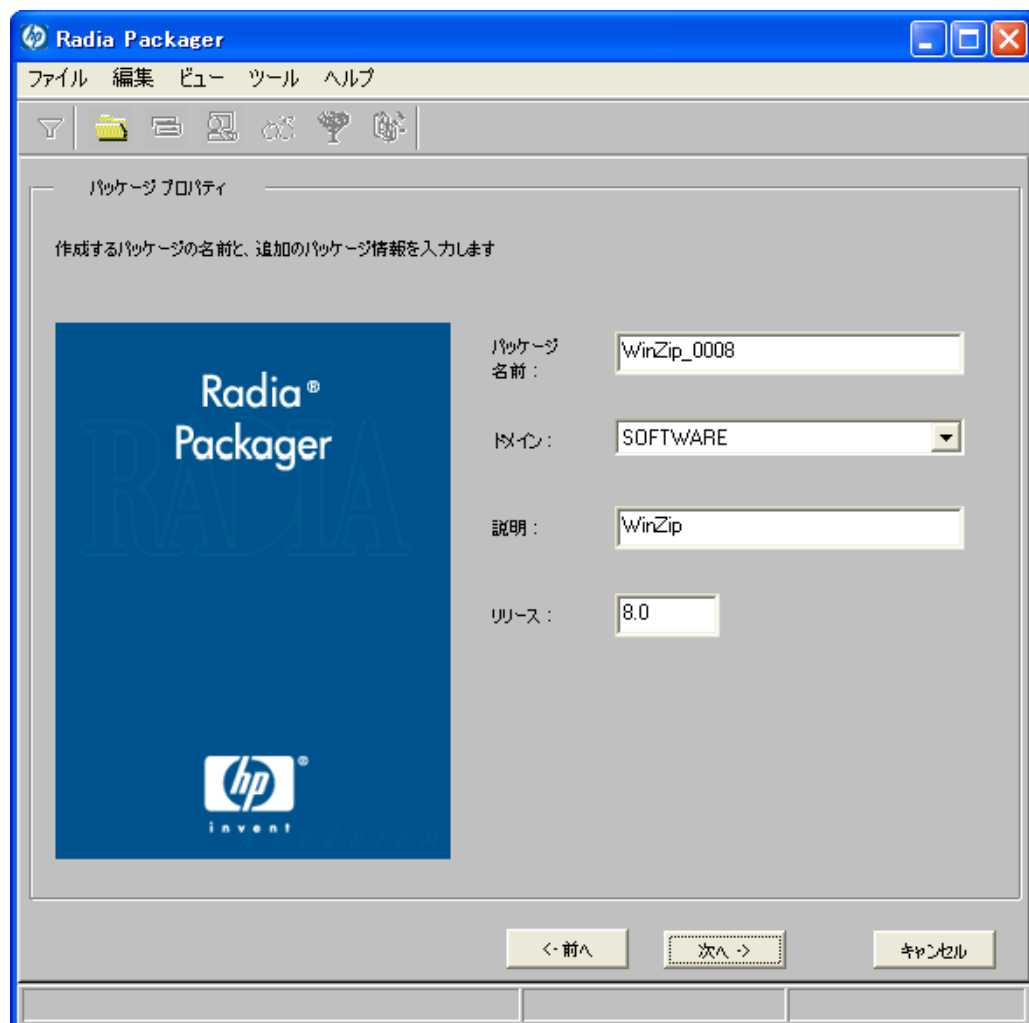 Radia Packager
ファイル 編集 ビュー ツール ヘルプ
パッケージ プロパティ
作成するパッケージの名前と、追加のパッケージ情報を入力します
Radia®
Packager
RADIA
hp®
invent
パッケージ
名前：
WinZip_0008
ドメイン：
SOFTWARE
説明：
WinZip
リリース：
8.0
<- 前へ
次へ ->
キャンセル